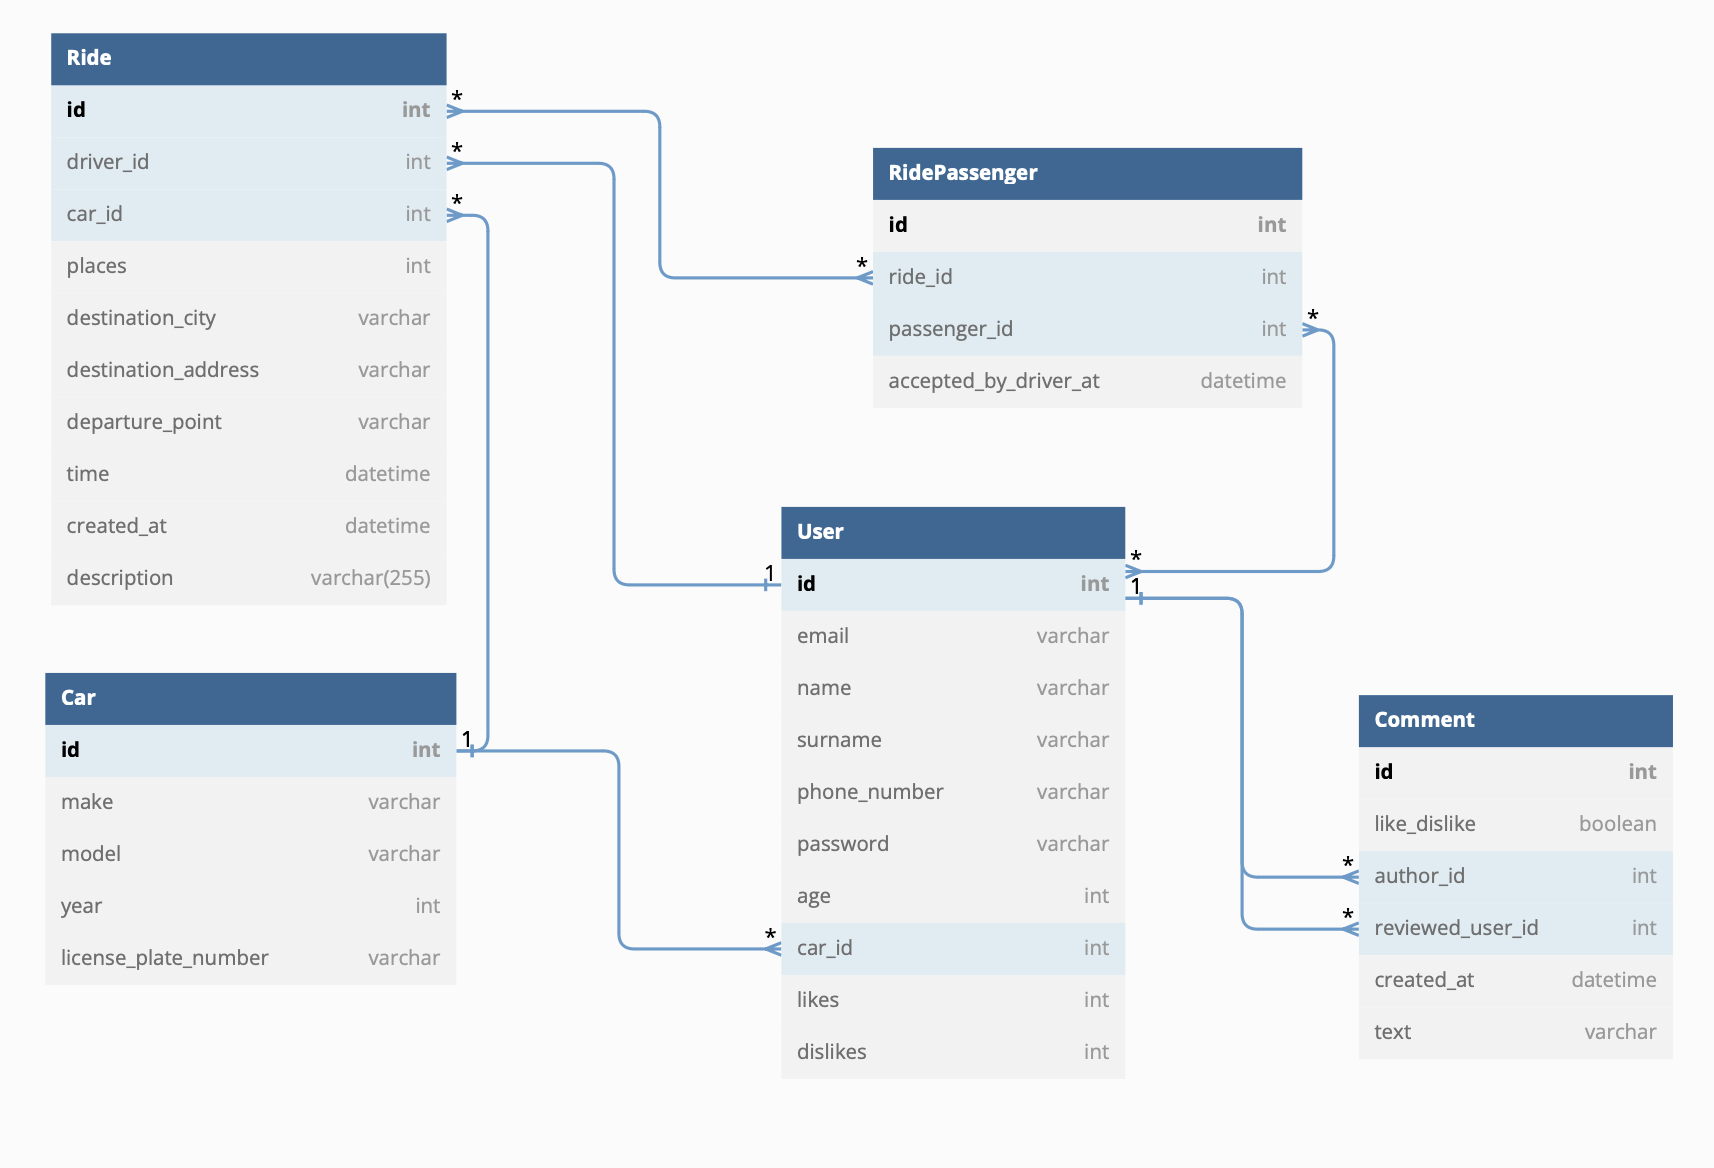 Ride
id int
driver_id int
car_id int
places int
destination_city varchar
destination_address varchar
departure_point varchar
time datetime
created_at datetime
description varchar(255)
*
*
*
RidePassenger
id int
ride_id int
passenger_id int
accepted_by_driver_at datetime
*
*
User
id int
email varchar
name varchar
surname varchar
phone_number varchar
password varchar
age int
car_id int
likes int
dislikes int
1
*
1
*
Car
id int
make varchar
model varchar
year int
license_plate_number varchar
1
Comment
id int
like_dislike boolean
author_id int
reviewed_user_id int
created_at datetime
text varchar
*
*